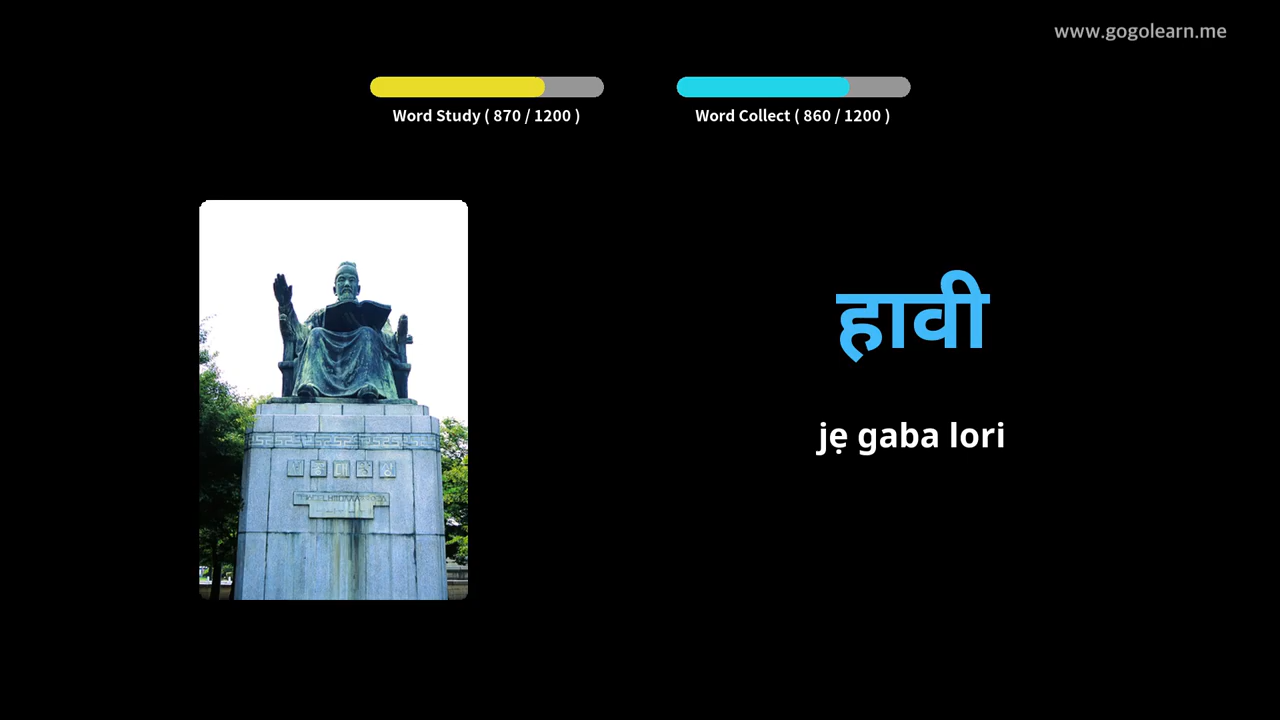 www.gogolearn.me
Word Study ( 870 / 1200 )
Word Collect ( 860 / 1200 )
हावी
jẹ gaba lori